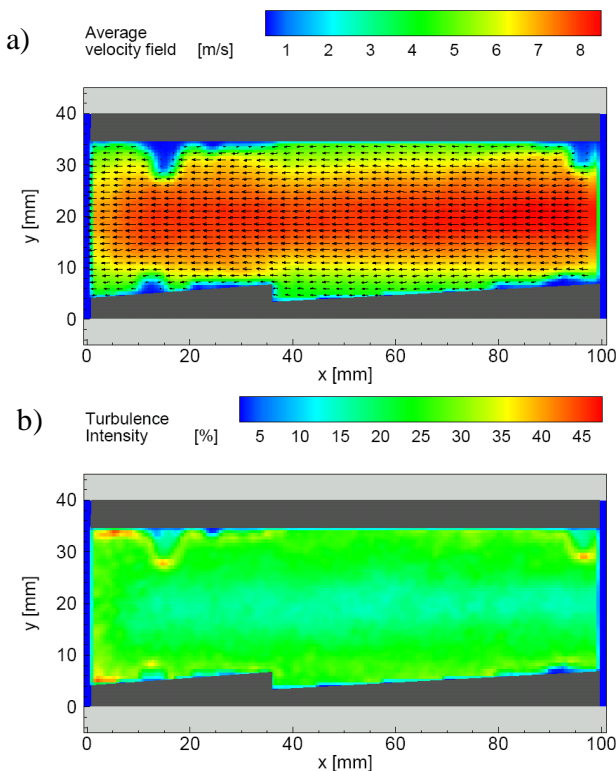 a)
Average velocity field [m/s]
1 2 3 4 5 6 7 8
40
30
20
10
0
y [mm]
0 20 40 60 80 100
x [mm]
b)
Turbulence Intensity [%]
5 10 15 20 25 30 35 40 45
40
30
20
10
0
y [mm]
0 20 40 60 80 100
x [mm]